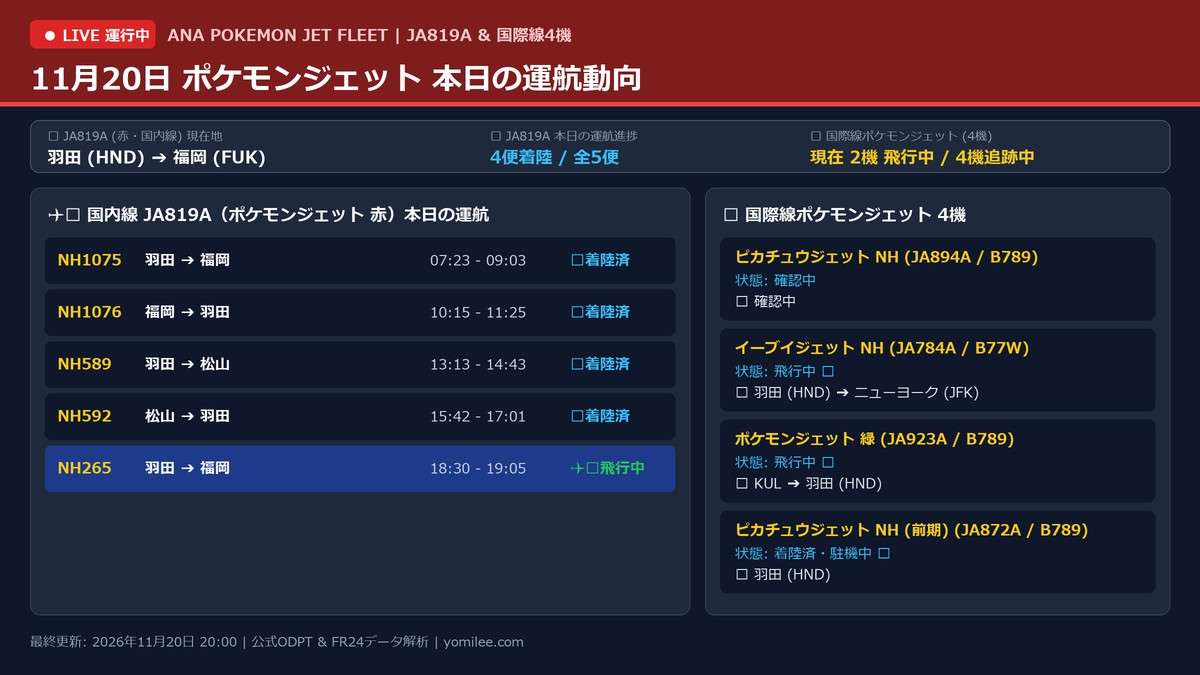 ● LIVE 運行中 ANA POKEMON JET FLEET | JA819A & 国際線4機
11月20日 ポケモンジェット 本日の運航動向
□ JA819A (赤・国内線) 現在地
羽田 (HND) → 福岡 (FUK)
□ JA819A 本日の運航進捗
4便着陸 / 全5便
□ 国際線ポケモンジェット (4機)
現在 2機 飛行中 / 4機追跡中
✈□ 国内線 JA819A（ポケモンジェット 赤）本日の運航
NH1075 羽田 → 福岡 07:23 - 09:03 □着陸済
NH1076 福岡 → 羽田 10:15 - 11:25 □着陸済
NH589 羽田 → 松山 13:13 - 14:43 □着陸済
NH592 松山 → 羽田 15:42 - 17:01 □着陸済
NH265 羽田 → 福岡 18:30 - 19:05 ✈□飛行中
□ 国際線ポケモンジェット 4機
ピカチュウジェット NH (JA894A / B789)
状態: 確認中
□ 確認中
イーブイジェット NH (JA784A / B77W)
状態: 飛行中 □
□ 羽田 (HND) → ニューヨーク (JFK)
ポケモンジェット 緑 (JA923A / B789)
状態: 飛行中 □
□ KUL → 羽田 (HND)
ピカチュウジェット NH (前期) (JA872A / B789)
状態: 着陸済・駐機中 □
□ 羽田 (HND)
最終更新: 2026年11月20日 20:00 | 公式ODPT & FR24データ解析 | yomilee.com